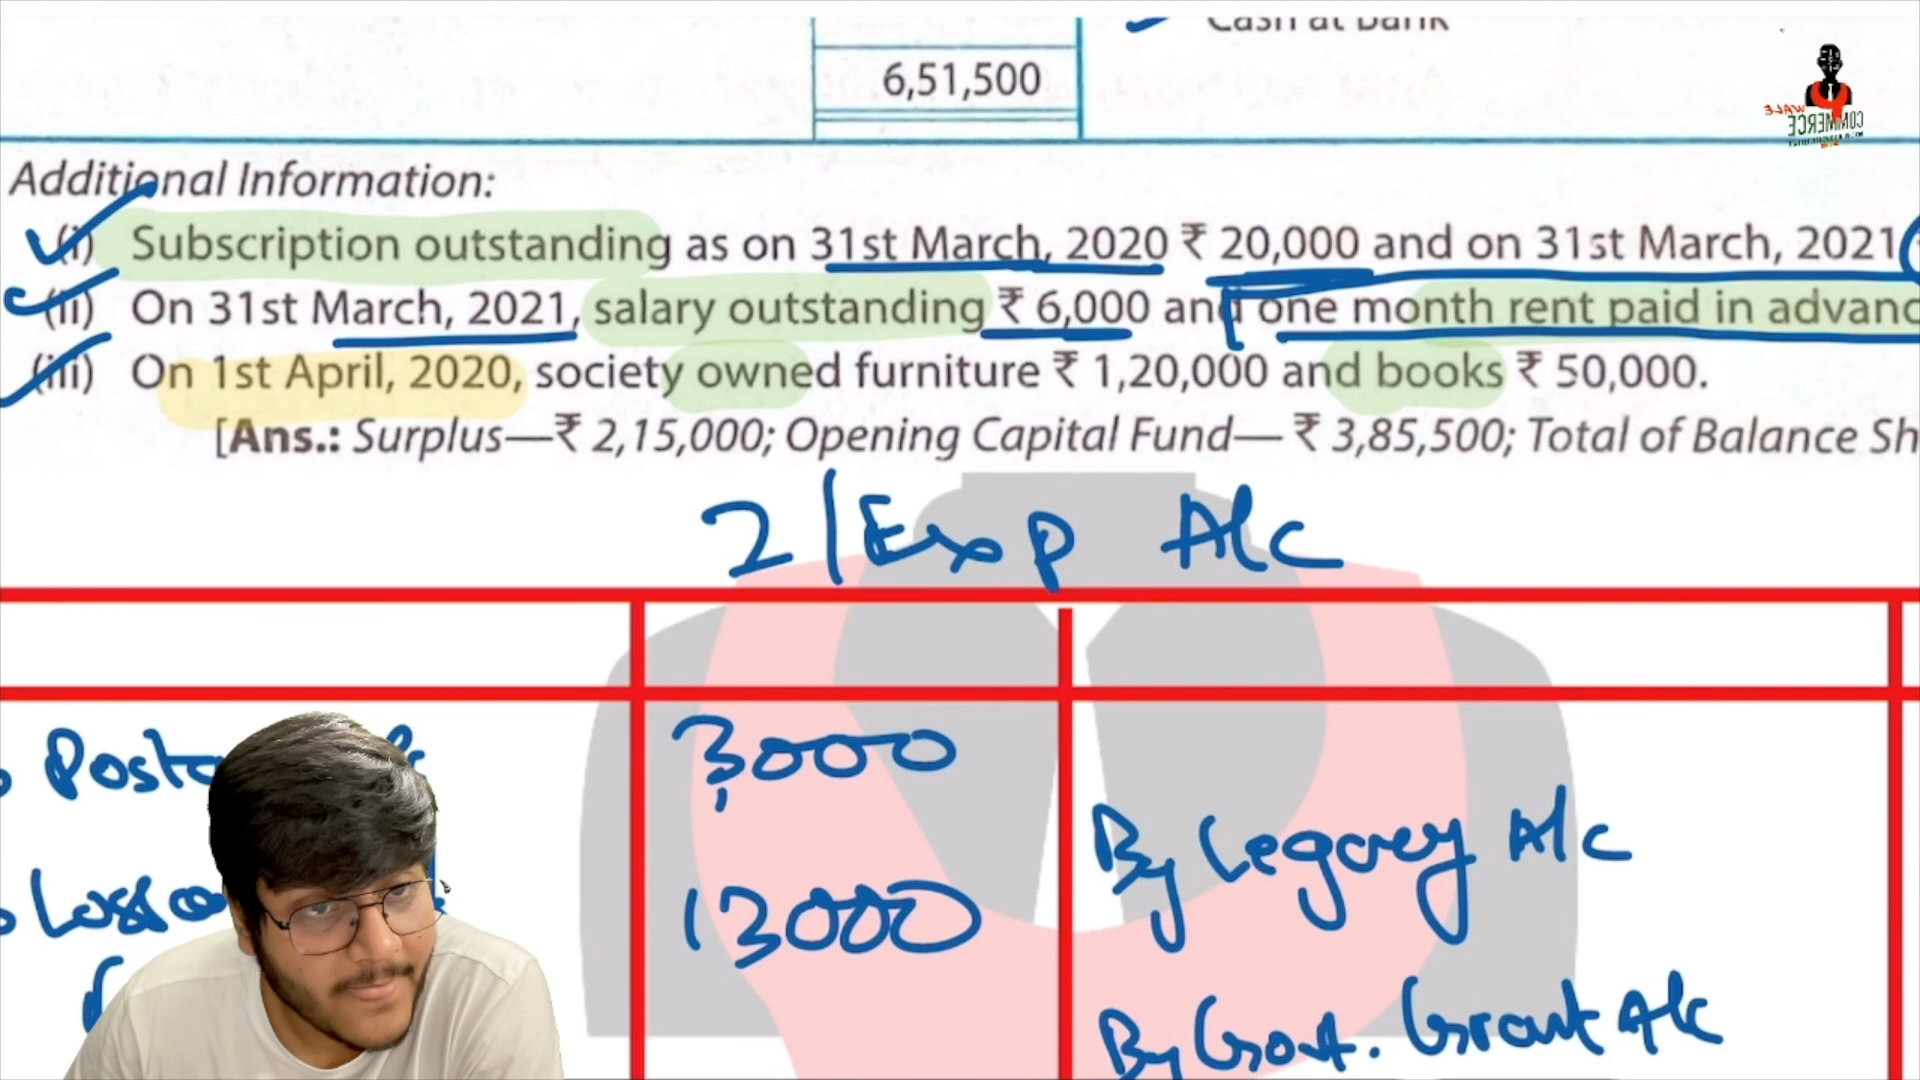 Cash at Bank
6,51,500
WALE
COMMERCE
Additional Information:
(i) Subscription outstanding as on 31st March, 2020 ₹ 20,000 and on 31st March, 2021
(ii) On 31st March, 2021, salary outstanding ₹ 6,000 and one month rent paid in advanc
(iii) On 1st April, 2020, society owned furniture ₹ 1,20,000 and books ₹ 50,000.
[Ans.: Surplus—₹ 2,15,000; Opening Capital Fund— ₹ 3,85,500; Total of Balance Sh
I/Exp A/c
3000
By Legacy A/c
13000
By Govt. Grant A/c